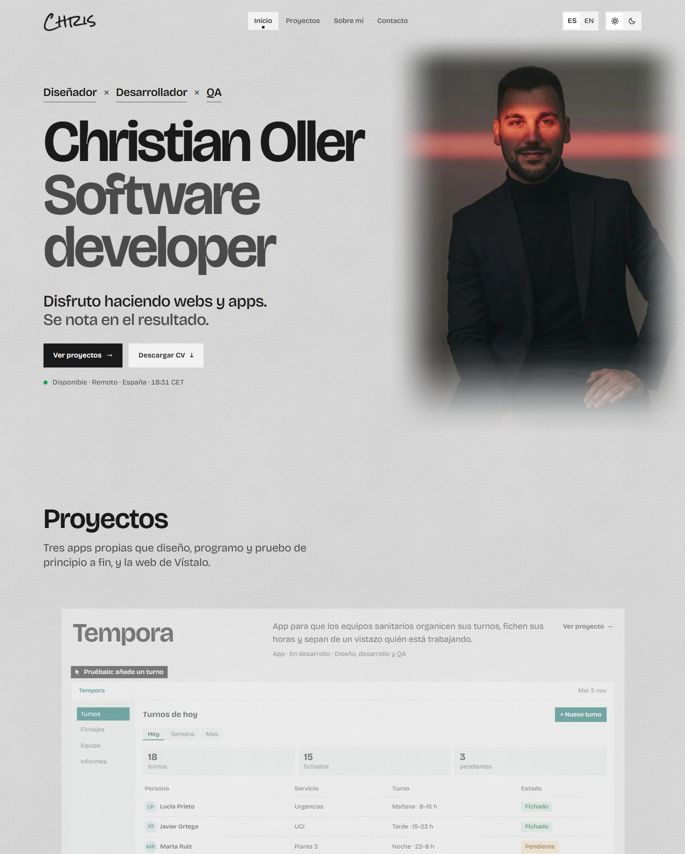 CHRIS
Inicio
Proyectos
Sobre mí
Contacto
ES EN
Diseñador × Desarrollador × QA
Christian Oller
Software
developer
Disfruto haciendo webs y apps.
Se nota en el resultado.
Ver proyectos →
Descargar CV ↓
Disponible · Remoto · España · 18:31 CET
Proyectos
Tres apps propias que diseño, programo y pruebo de
principio a fin, y la web de Vístalo.
Tempora
App para que los equipos sanitarios organicen sus turnos, fichen sus
horas y sepan de un vistazo quién está trabajando.
App · En desarrollo · Diseño, desarrollo y QA
Ver proyecto →
Pruébalo: añade un turno
Tempora
Mar 5 nov
Turnos
Fichajes
Equipo
Informes
Turnos de hoy
+ Nuevo turno
Hoy Semana Mes
18
turnos
15
fichados
3
pendientes
Persona Servicio Turno Estado
LP Lucía Prieto Urgencias Mañana · 8–15 h Fichado
JO Javier Ortega UCI Tarde · 15–22 h Fichado
MR Marta Ruiz Planta 3 Noche · 22–8 h Pendiente